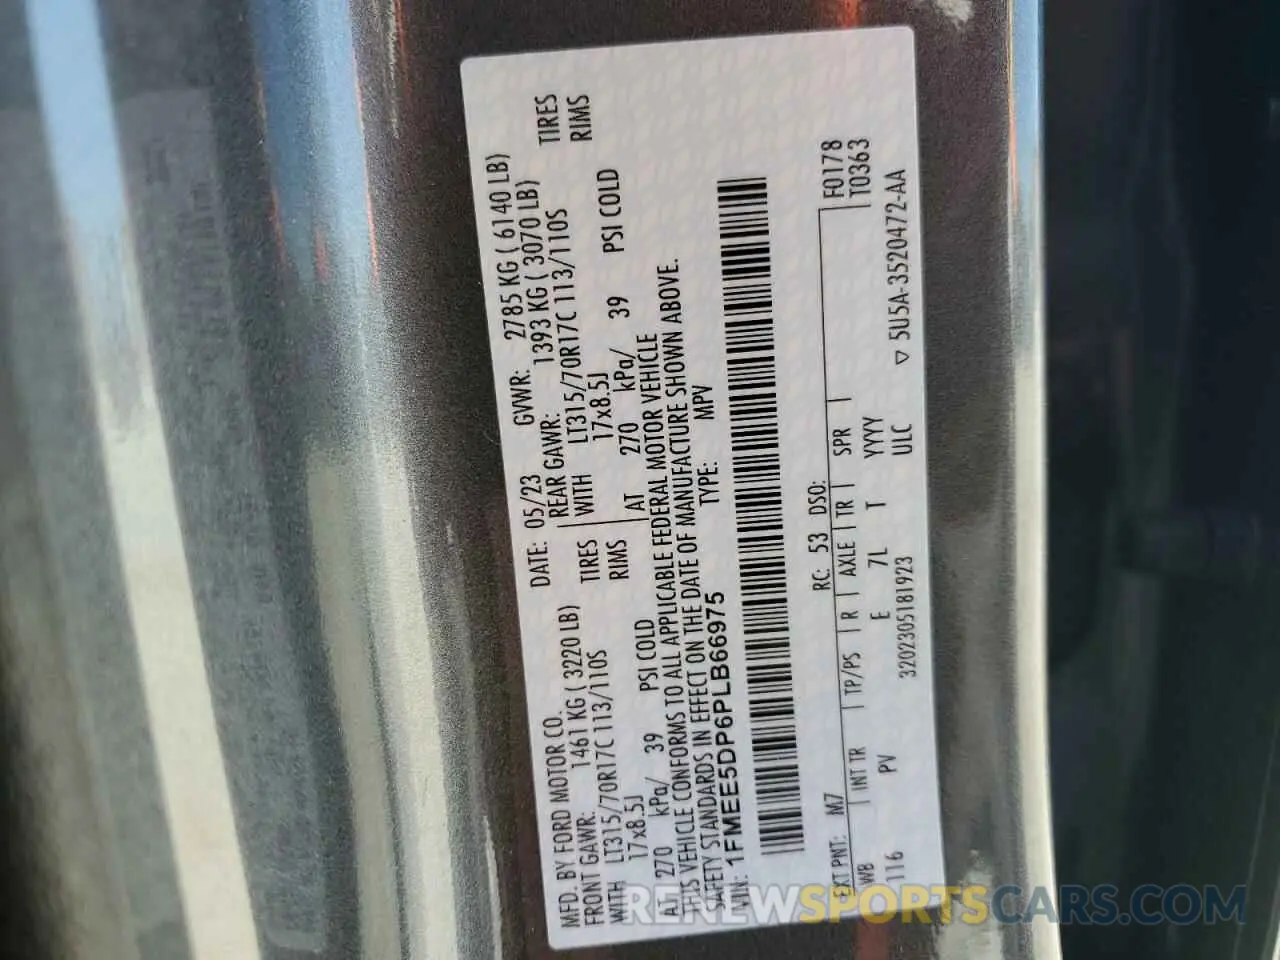 MFD. BY FORD MOTOR CO. DATE: 05/23 GVWR: 2785 KG ( 6140 LB)
FRONT GAWR: 1461 KG ( 3220 LB) REAR GAWR: 1393 KG ( 3070 LB)
WITH LT315/70R17C 113/110S TIRES WITH LT315/70R17C 113/110S TIRES
17x8.5J RIMS 17x8.5J RIMS
AT 270 kPa/ 39 PSI COLD AT 270 kPa/ 39 PSI COLD
THIS VEHICLE CONFORMS TO ALL APPLICABLE FEDERAL MOTOR VEHICLE
SAFETY STANDARDS IN EFFECT ON THE DATE OF MANUFACTURE SHOWN ABOVE.
VIN: 1FMEE5DP6PLB66975 TYPE: MPV
EXT PNT: M7 RC: 53 DSO: F0178
WB INT TR TP/PS R AXLE TR SPR T0363
116 PV E 7L T YYYY
3202305181923 ULC ▽ 5U5A-3520472-AA
RENEWSPORTSCARS.COM